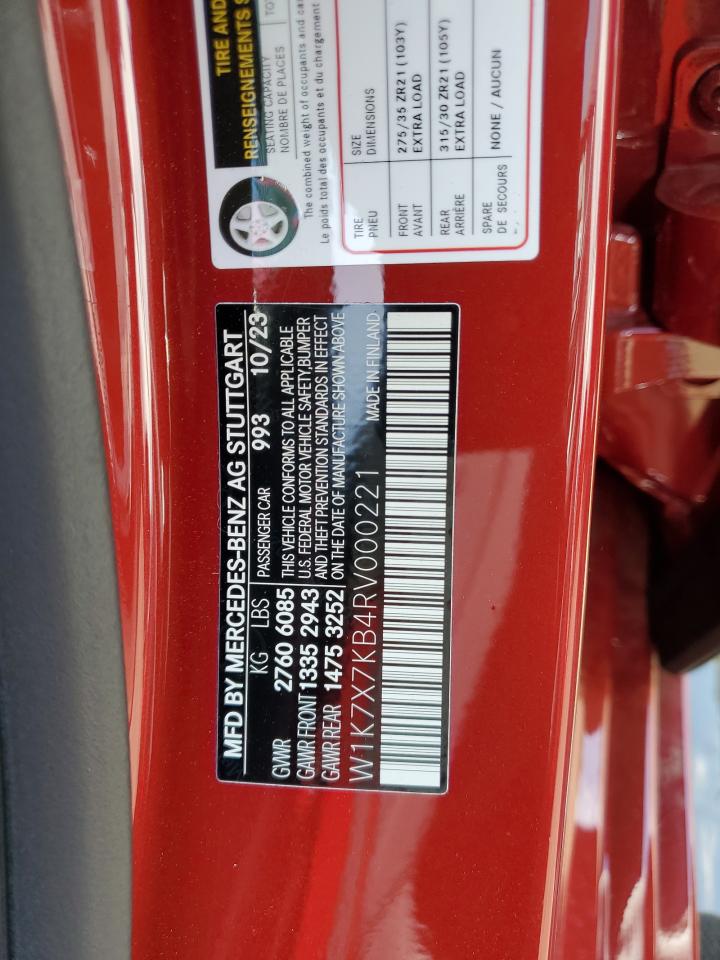 TIRE AND
RENSEIGNEMENTS S
SEATING CAPACITY
NOMBRE DE PLACES
The combined weight of occupants and
Le poids total des occupants et du chargement
TIRE SIZE
PNEU DIMENSIONS
FRONT 275/35 ZR21 (103Y)
AVANT EXTRA LOAD
REAR 315/30 ZR21 (105Y)
ARRIÈRE EXTRA LOAD
SPARE NONE / AUCUN
DE SECOURS
MFD BY MERCEDES-BENZ AG STUTTGART
KG LBS PASSENGER CAR 993 10/23
GVWR 2760 6085 THIS VEHICLE CONFORMS TO ALL APPLICABLE
GAWR FRONT 1335 2943 U.S. FEDERAL MOTOR VEHICLE SAFETY, BUMPER
GAWR REAR 1475 3252 AND THEFT PREVENTION STANDARDS IN EFFECT
ON THE DATE OF MANUFACTURE SHOWN ABOVE
W1K7X7KB4RV000221 MADE IN FINLAND